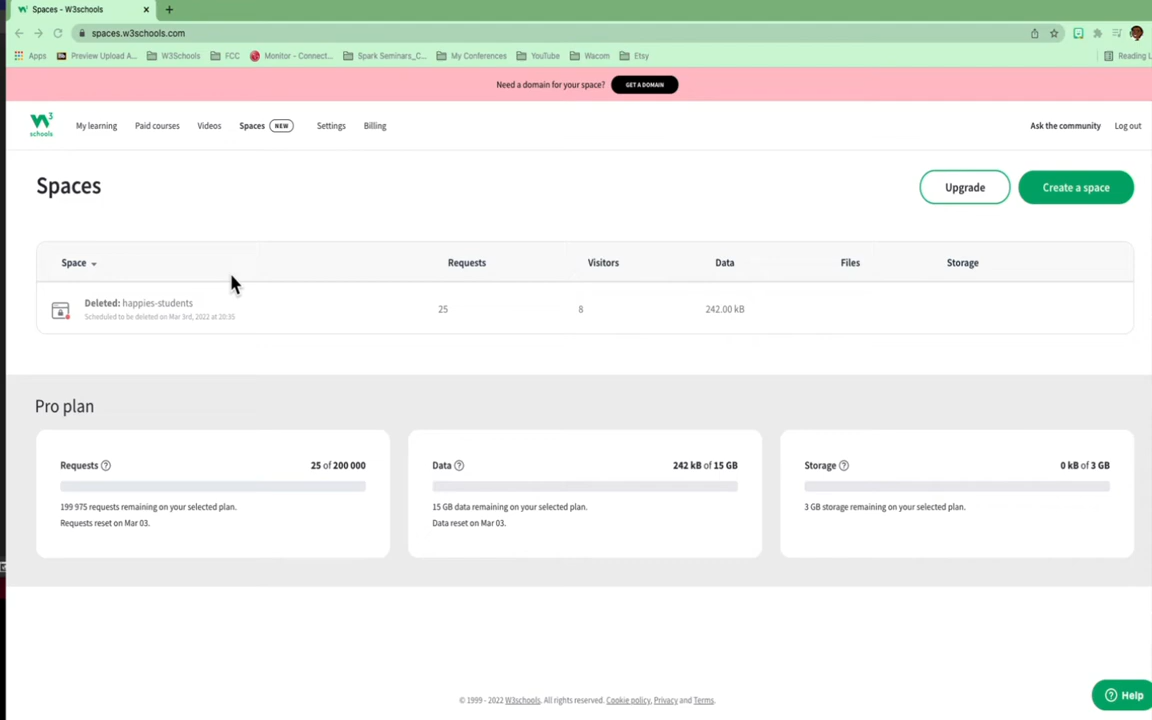 Spaces - W3schools
spaces.w3schools.com
Apps Preview Upload A... W3Schools FCC Monitor - Connect... Spark Seminars_C... My Conferences YouTube Wacom Etsy Reading L
Need a domain for your space? GET A DOMAIN
W3 schools My learning Paid courses Videos Spaces NEW Settings Billing Ask the community Log out
Spaces Upgrade Create a space
Space Requests Visitors Data Files Storage
Deleted: happies-students 25 8 242.00 kB
Scheduled to be deleted on Mar 3rd, 2022 at 20:35
Pro plan
Requests ? 25 of 200 000
199 975 requests remaining on your selected plan.
Requests reset on Mar 03.
Data ? 242 kB of 15 GB
15 GB data remaining on your selected plan.
Data reset on Mar 03.
Storage ? 0 kB of 3 GB
3 GB storage remaining on your selected plan.
© 1999 - 2022 W3schools. All rights reserved. Cookie policy, Privacy and Terms.
? Help